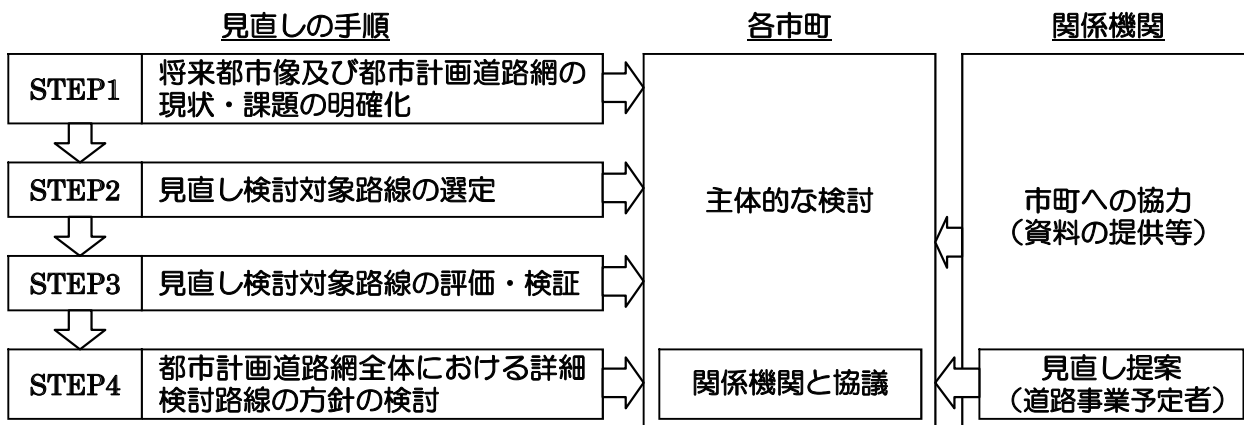 見直しの手順
各市町
関係機関
STEP1
将来都市像及び都市計画道路網の
現状・課題の明確化
STEP2
見直し検討対象路線の選定
STEP3
見直し検討対象路線の評価・検証
STEP4
都市計画道路網全体における詳細
検討路線の方針の検討
主体的な検討
関係機関と協議
市町への協力
（資料の提供等）
見直し提案
（道路事業予定者）